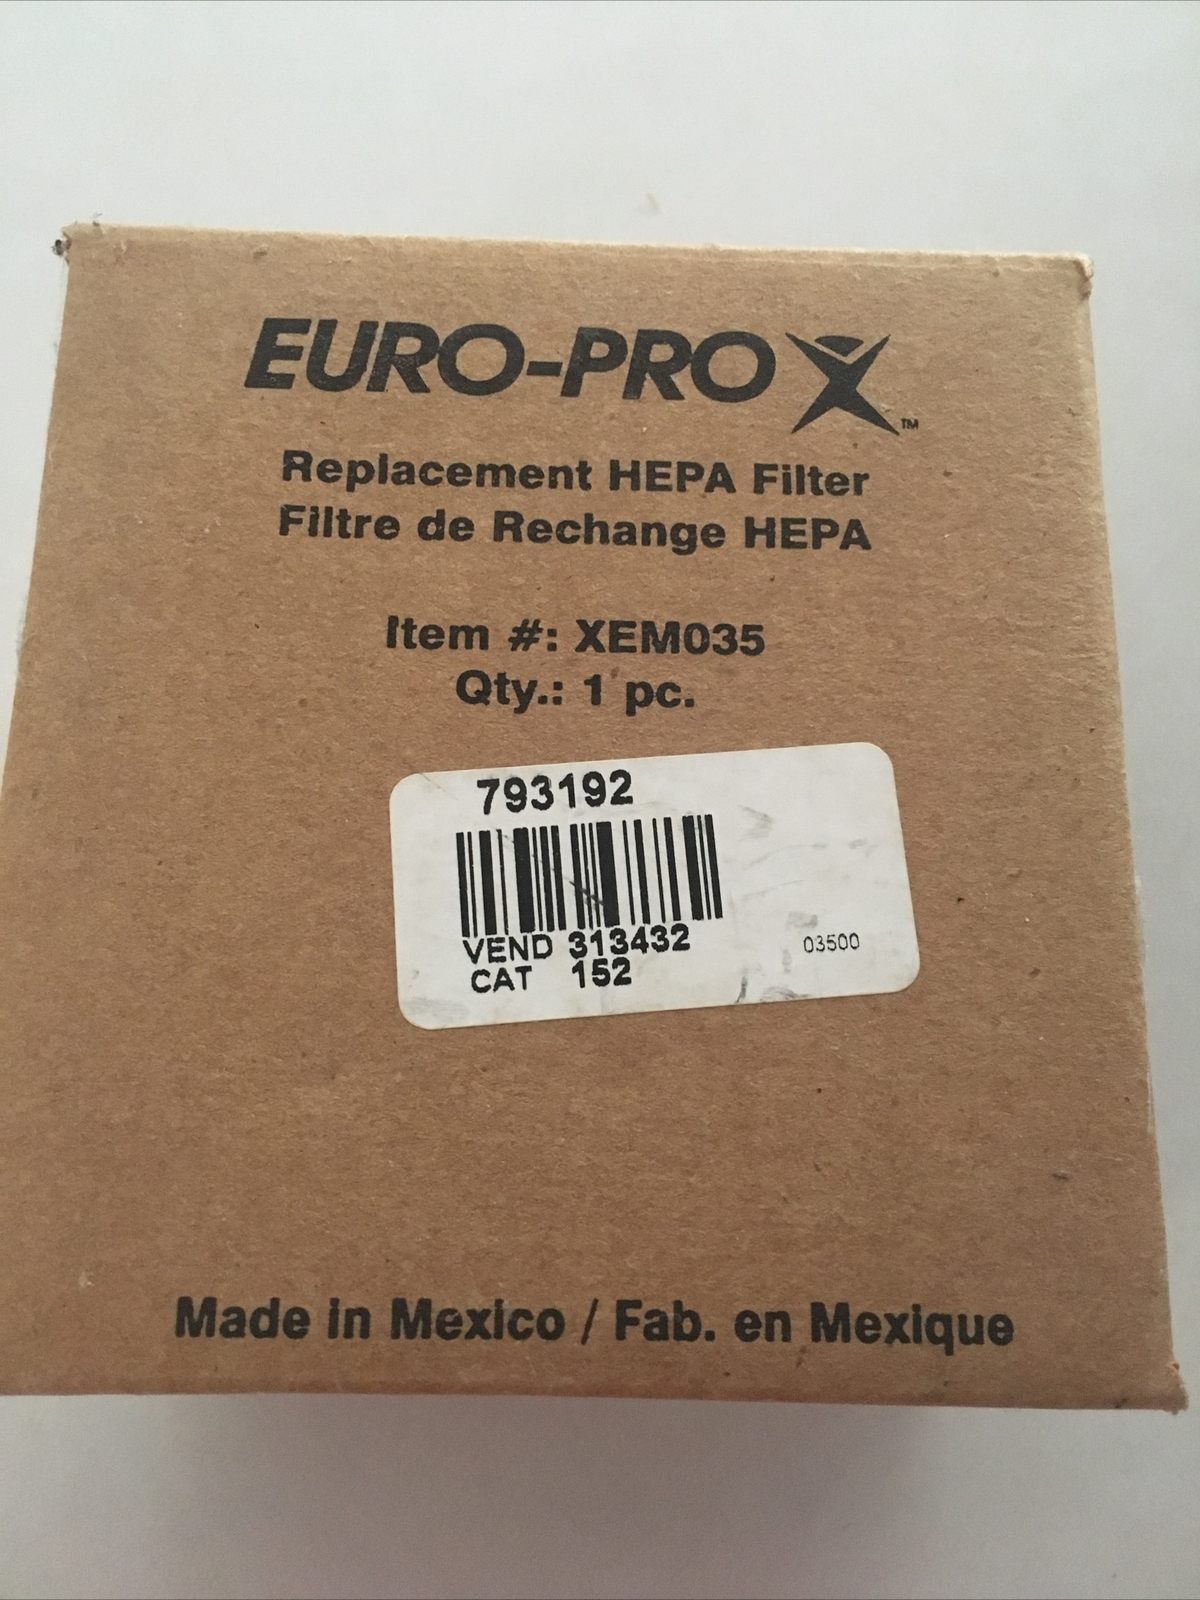 EURO-PRO X™
Replacement HEPA Filter
Filtre de Rechange HEPA
Item #: XEM035
Qty.: 1 pc.
793192
VEND 313432
03500
CAT 152
Made in Mexico / Fab. en Mexique